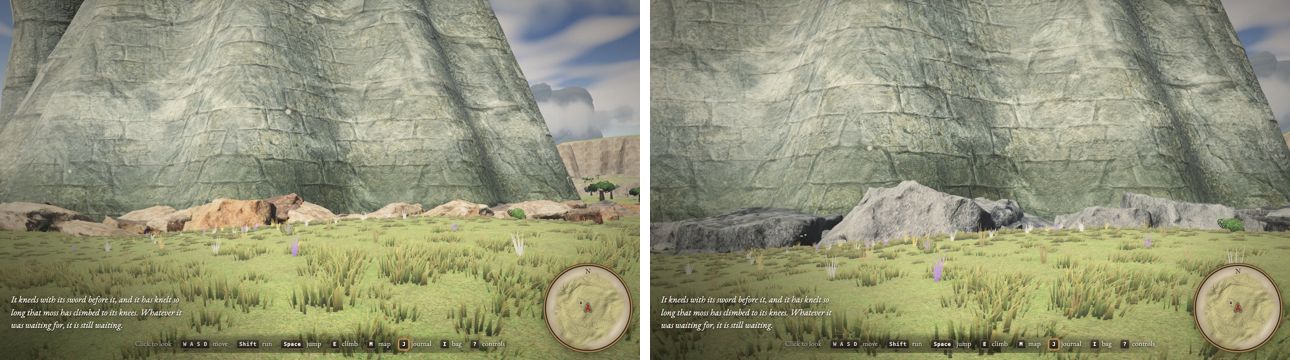 N
It kneels with its sword before it, and it has knelt so
long that moss has climbed to its knees. Whatever it
was waiting for, it is still waiting.
Click to look W A S D move Shift run Space jump E climb M map J journal I bag ? controls
N
It kneels with its sword before it, and it has knelt so
long that moss has climbed to its knees. Whatever it
was waiting for, it is still waiting.
Click to look W A S D move Shift run Space jump E climb M map J journal I bag ? controls